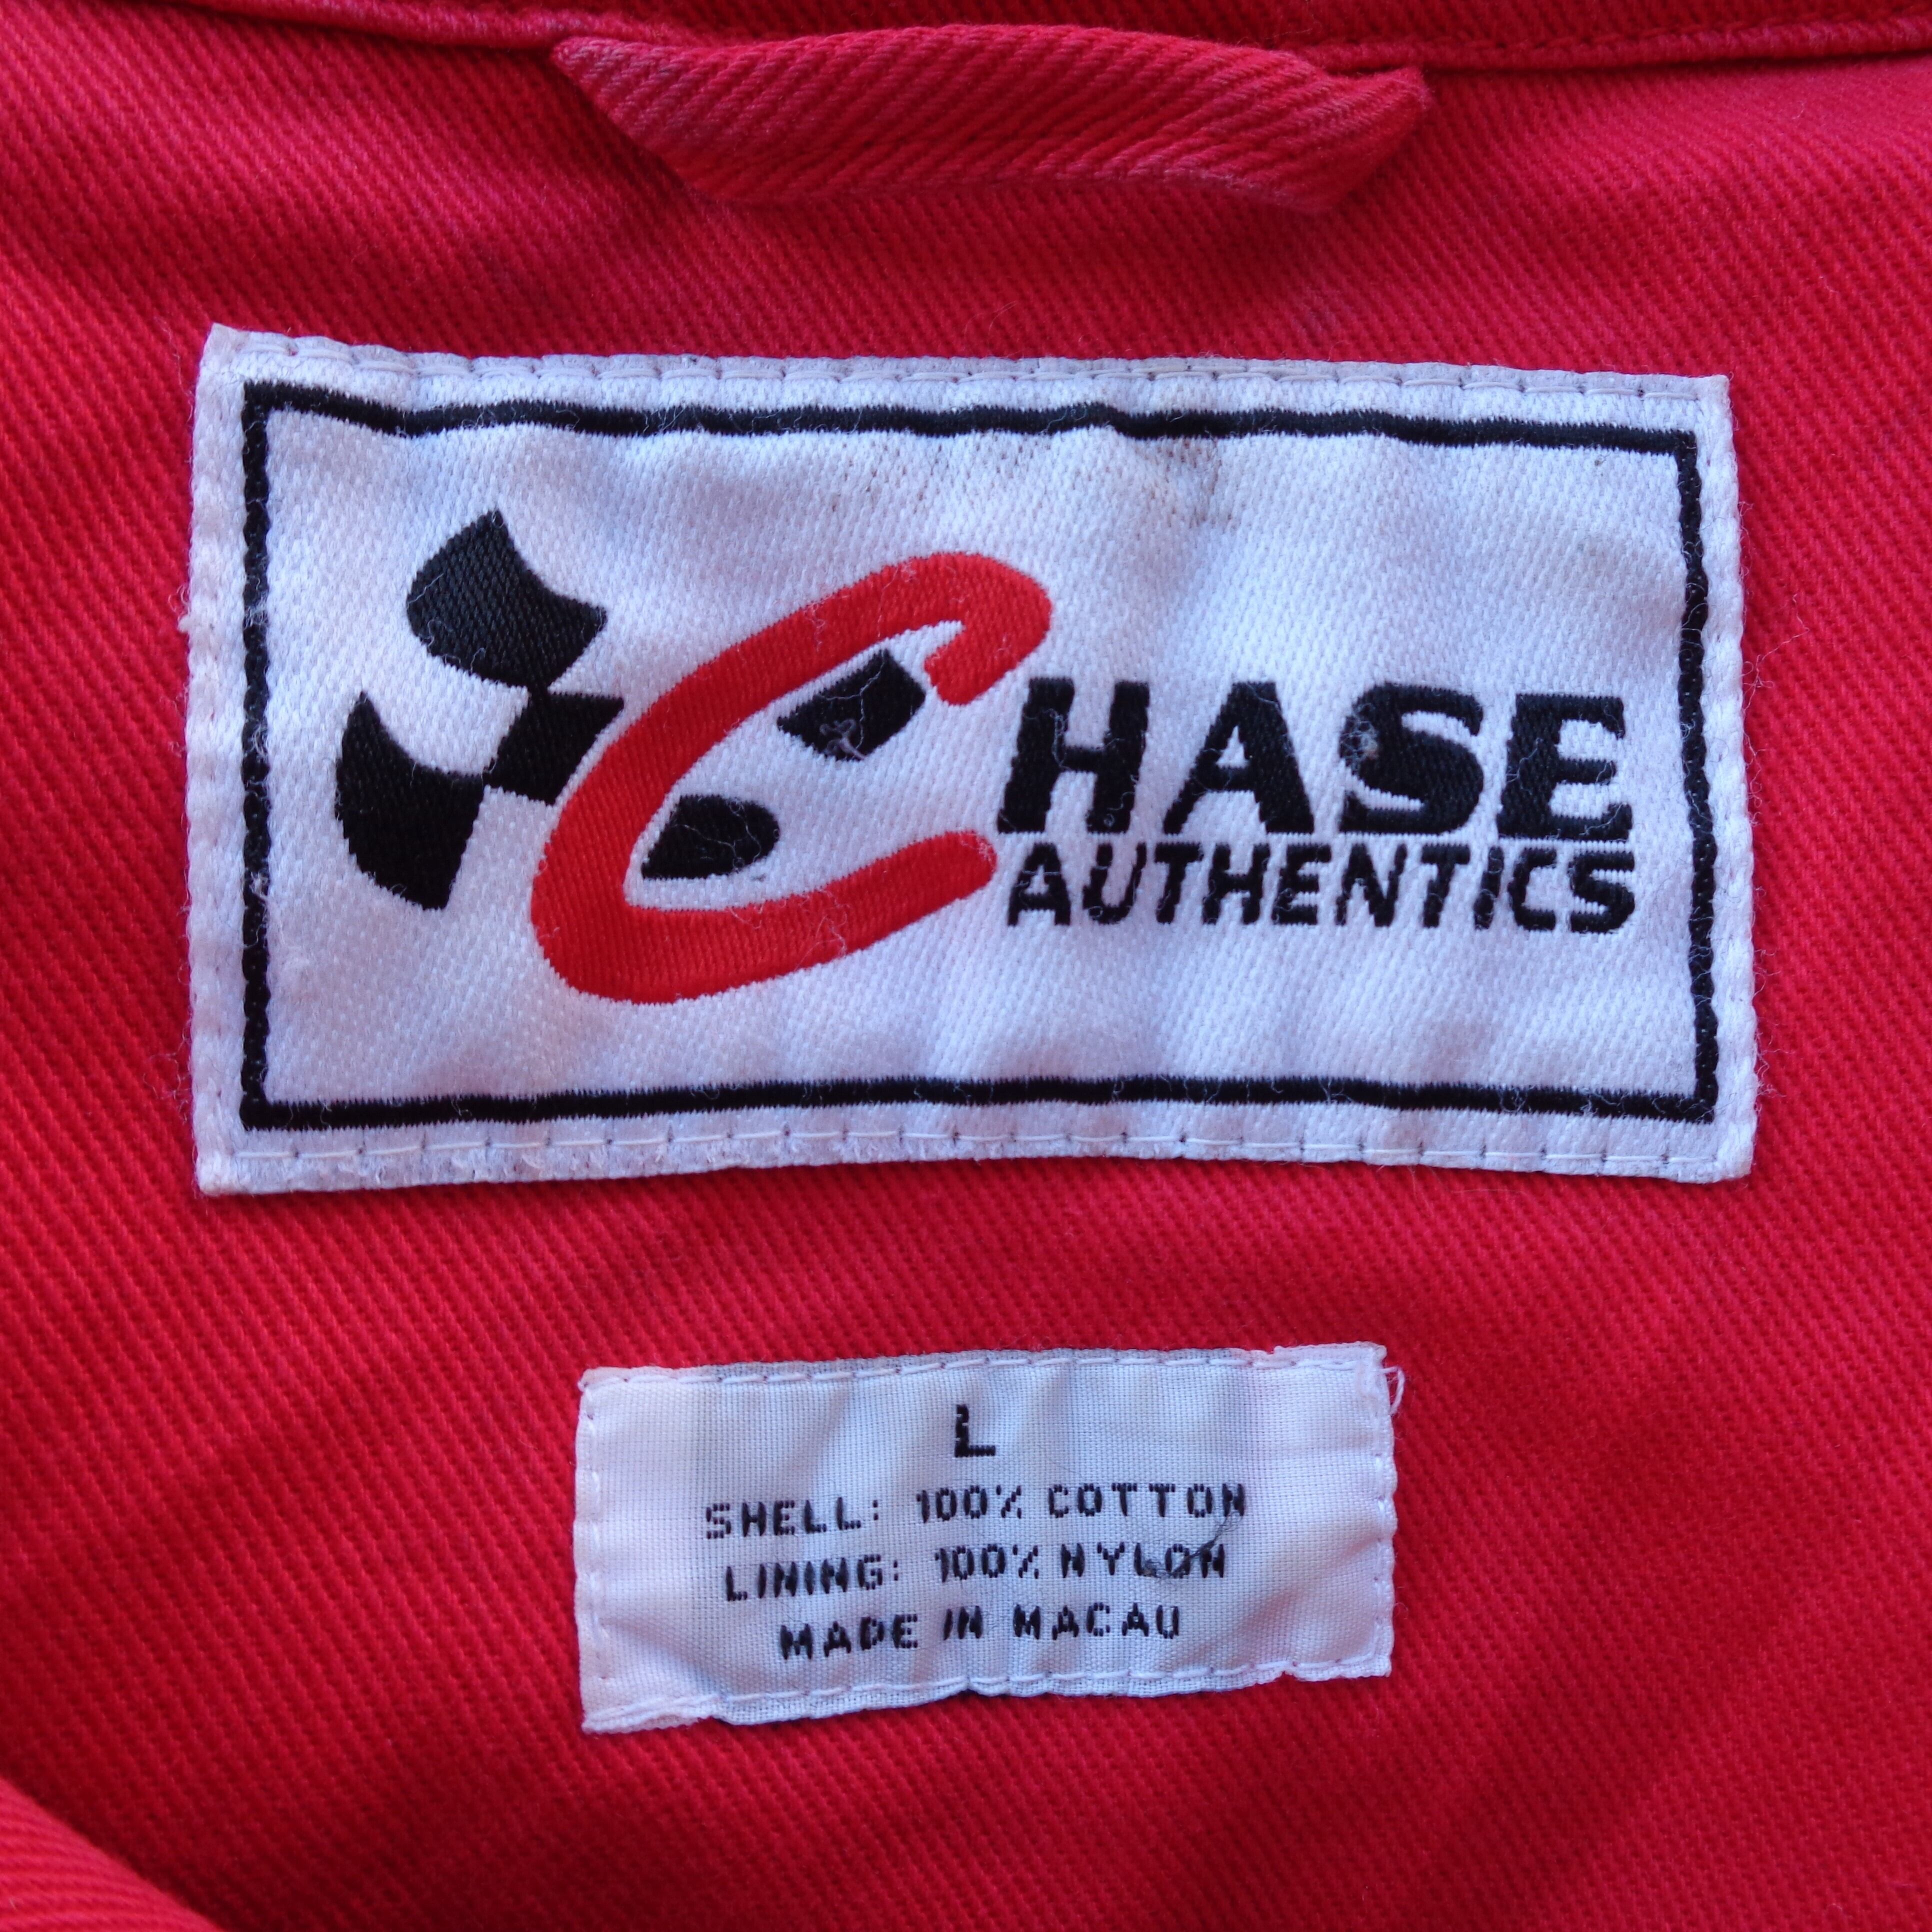 CHASE
AUTHENTICS
L
SHELL: 100% COTTON
LINING: 100% NYLON
MADE IN MACAU